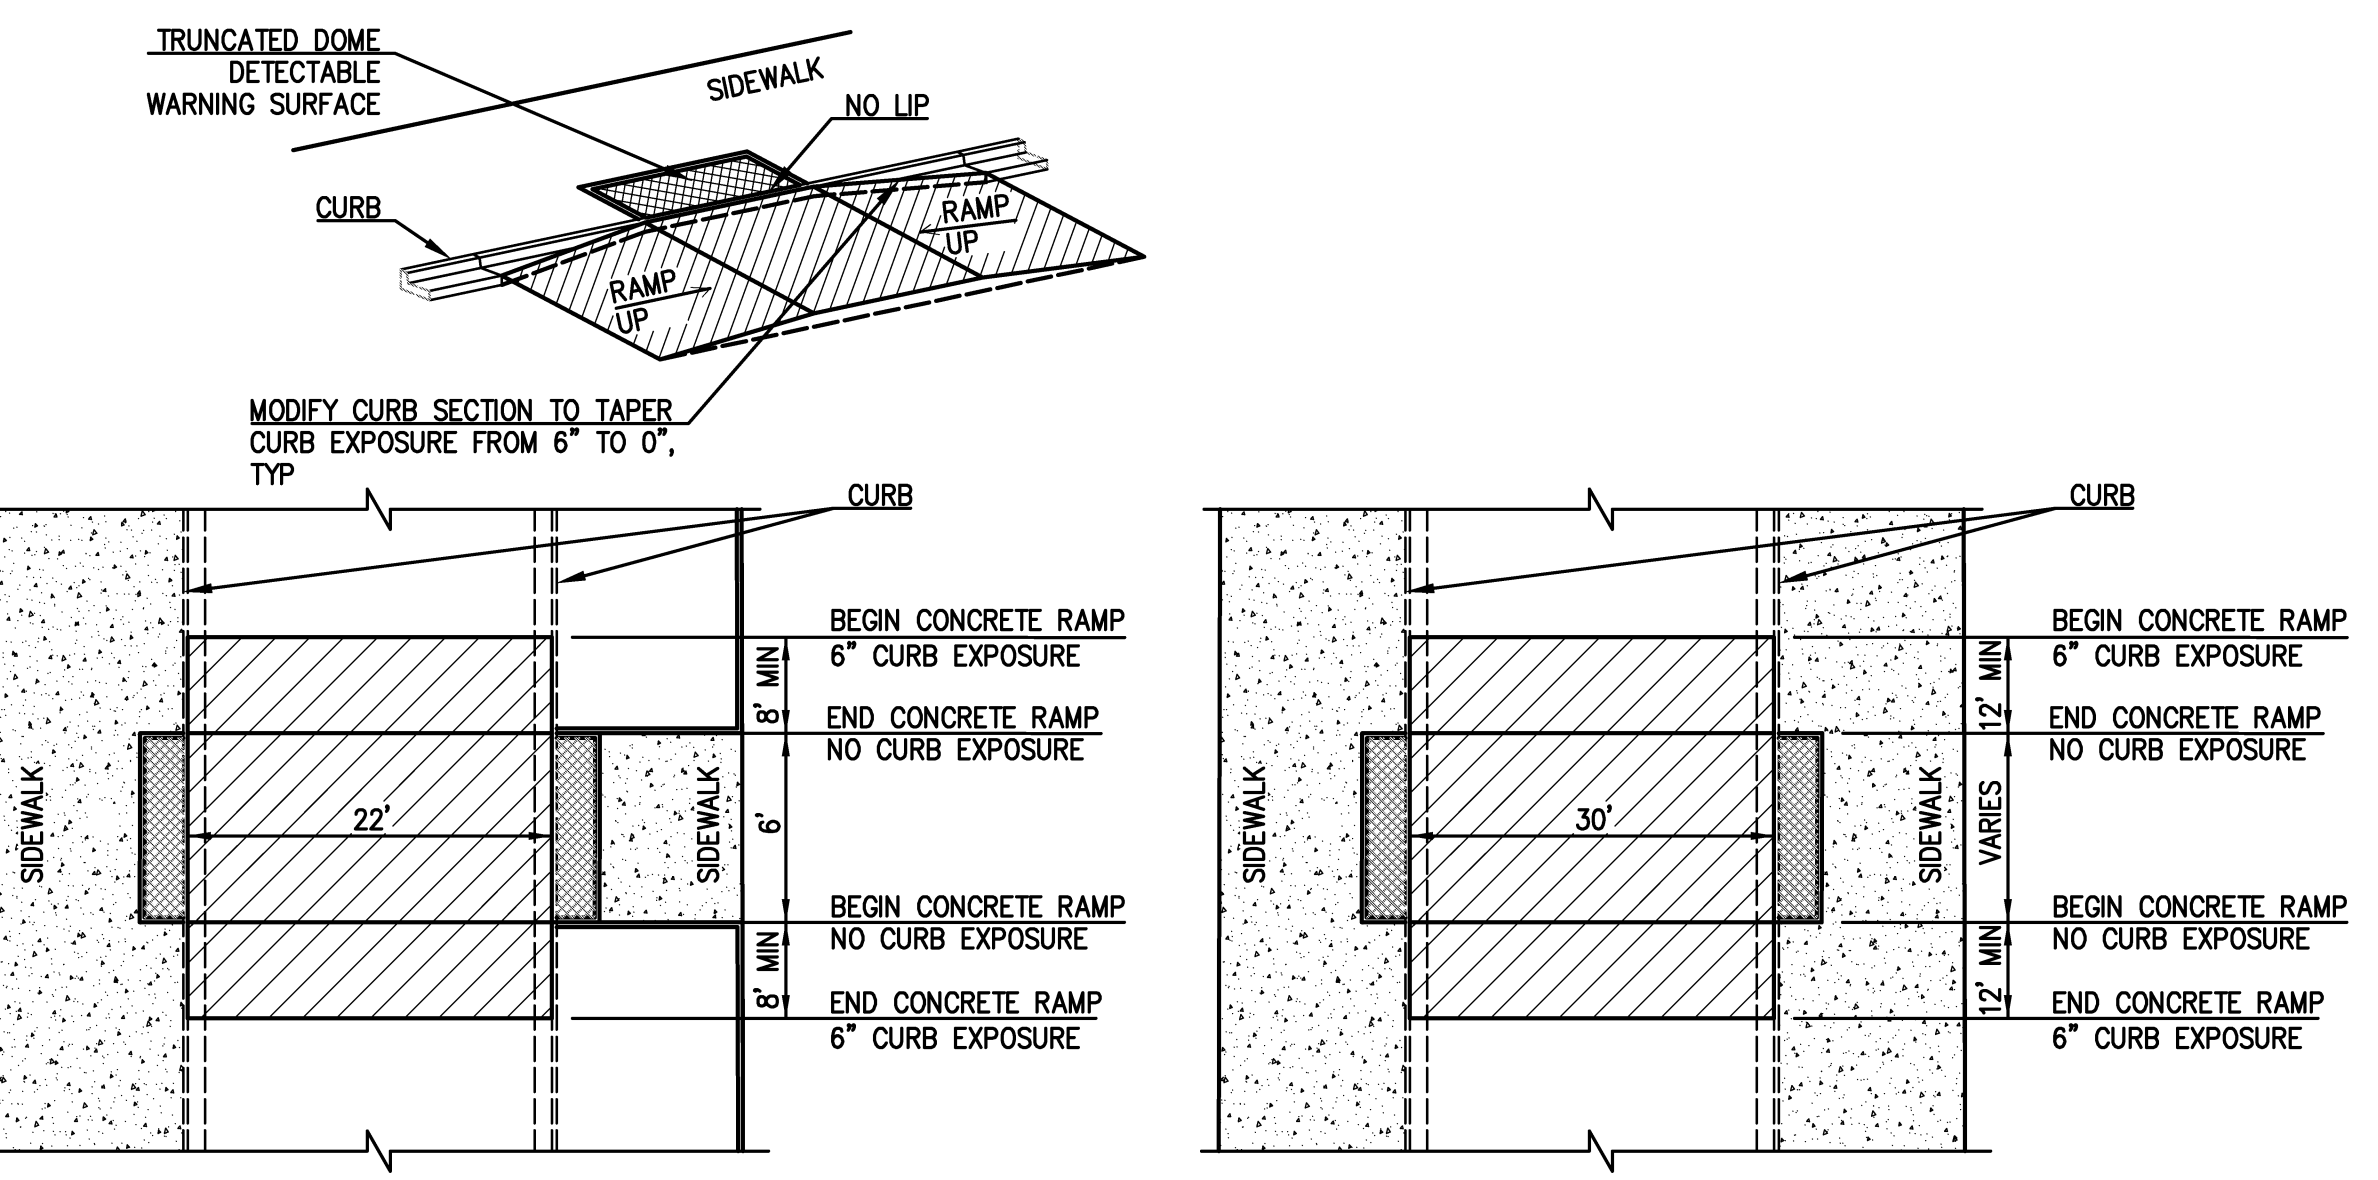 TRUNCATED DOME
DETECTABLE
WARNING SURFACE
SIDEWALK
NO LIP
CURB
RAMP
UP
RAMP
UP
MODIFY CURB SECTION TO TAPER
CURB EXPOSURE FROM 6" TO 0",
TYP
CURB
BEGIN CONCRETE RAMP
6" CURB EXPOSURE
8' MIN
END CONCRETE RAMP
NO CURB EXPOSURE
SIDEWALK
22'
SIDEWALK
6'
BEGIN CONCRETE RAMP
NO CURB EXPOSURE
8' MIN
END CONCRETE RAMP
6" CURB EXPOSURE
CURB
BEGIN CONCRETE RAMP
6" CURB EXPOSURE
12' MIN
END CONCRETE RAMP
NO CURB EXPOSURE
SIDEWALK
30'
SIDEWALK
VARIES
BEGIN CONCRETE RAMP
NO CURB EXPOSURE
12' MIN
END CONCRETE RAMP
6" CURB EXPOSURE